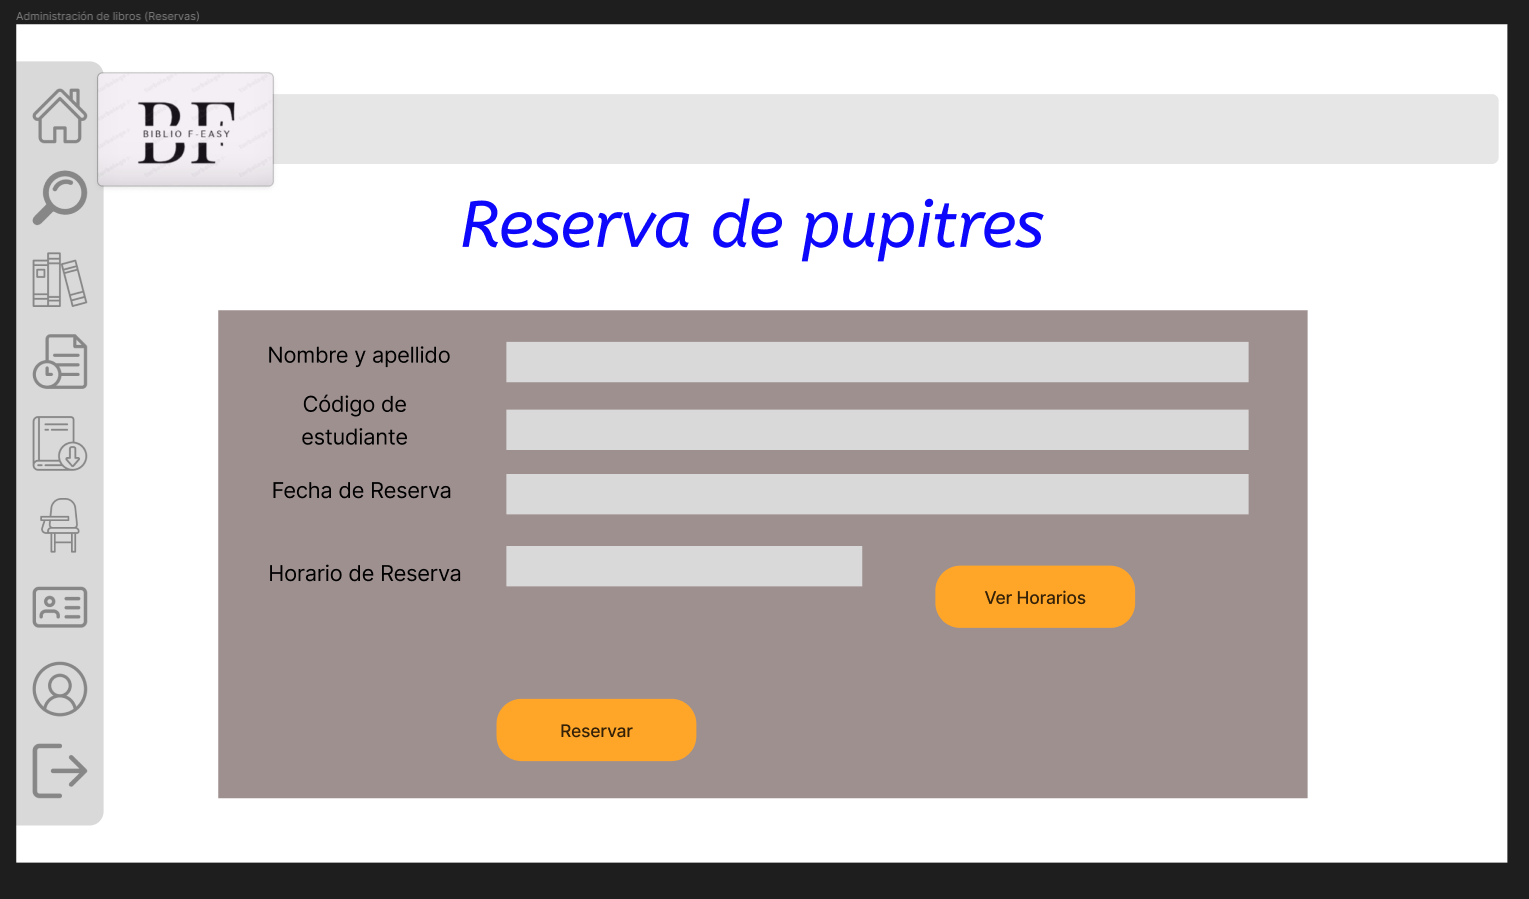 Administración de libros (Reservas)
BF
BIBLIO F-EASY
Reserva de pupitres
Nombre y apellido
Código de
estudiante
Fecha de Reserva
Horario de Reserva
Ver Horarios
Reservar